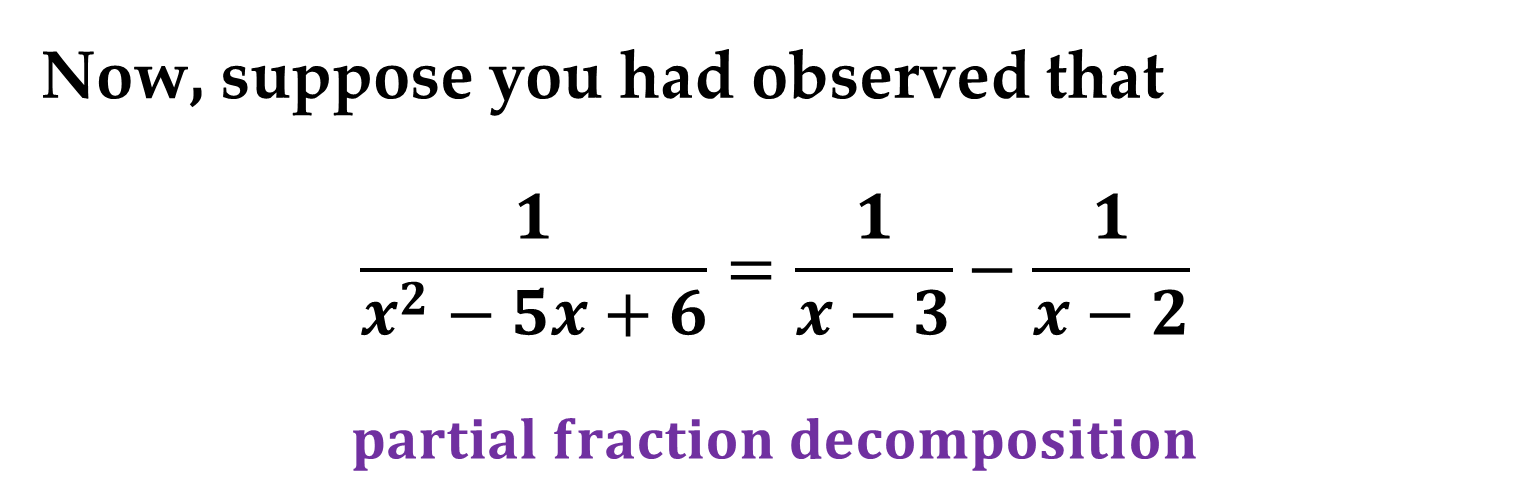 Now, suppose you had observed that
1/(x² − 5x + 6) = 1/(x − 3) − 1/(x − 2)
partial fraction decomposition